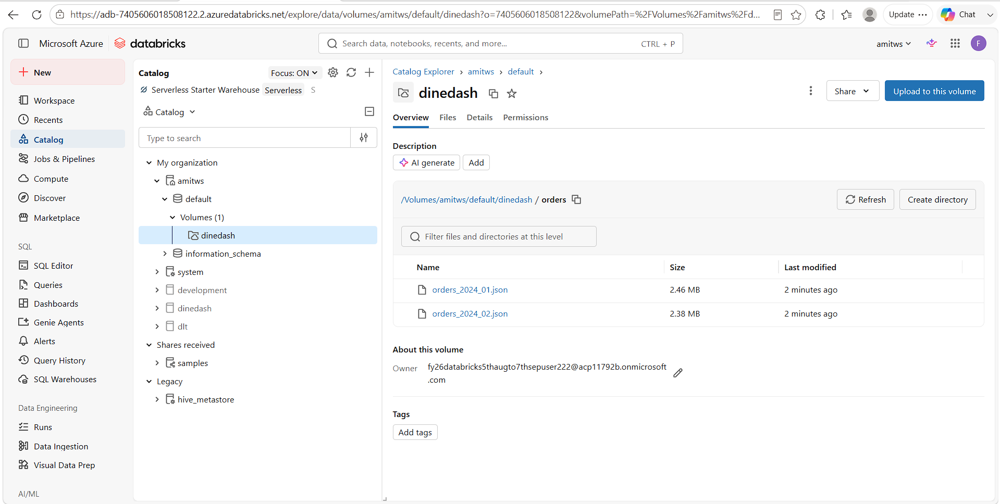 https://adb-7405606018508122.2.azuredatabricks.net/explore/data/volumes/amitws/default/dinedash?o=7405606018508122&volumePath=%2FVolumes%2Famitws%2Fd...
Update
Chat
Microsoft Azure
databricks
Search data, notebooks, recents, and more...
CTRL + P
amitws
F
New
Workspace
Recents
Catalog
Jobs & Pipelines
Compute
Discover
Marketplace
SQL
SQL Editor
Queries
Dashboards
Genie Agents
Alerts
Query History
SQL Warehouses
Data Engineering
Runs
Data Ingestion
Visual Data Prep
AI/ML
Catalog
Focus: ON
Serverless Starter Warehouse Serverless S
Catalog
Type to search
My organization
amitws
default
Volumes (1)
dinedash
information_schema
system
development
dinedash
dlt
Shares received
samples
Legacy
hive_metastore
Catalog Explorer › amitws › default ›
dinedash
Share
Upload to this volume
Overview Files Details Permissions
Description
AI generate Add
/Volumes/amitws/default/dinedash / orders
Refresh
Create directory
Filter files and directories at this level
Name Size Last modified
orders_2024_01.json 2.46 MB 2 minutes ago
orders_2024_02.json 2.38 MB 2 minutes ago
About this volume
Owner fy26databricks5thaugto7thsepuser222@acp11792b.onmicrosoft
.com
Tags
Add tags